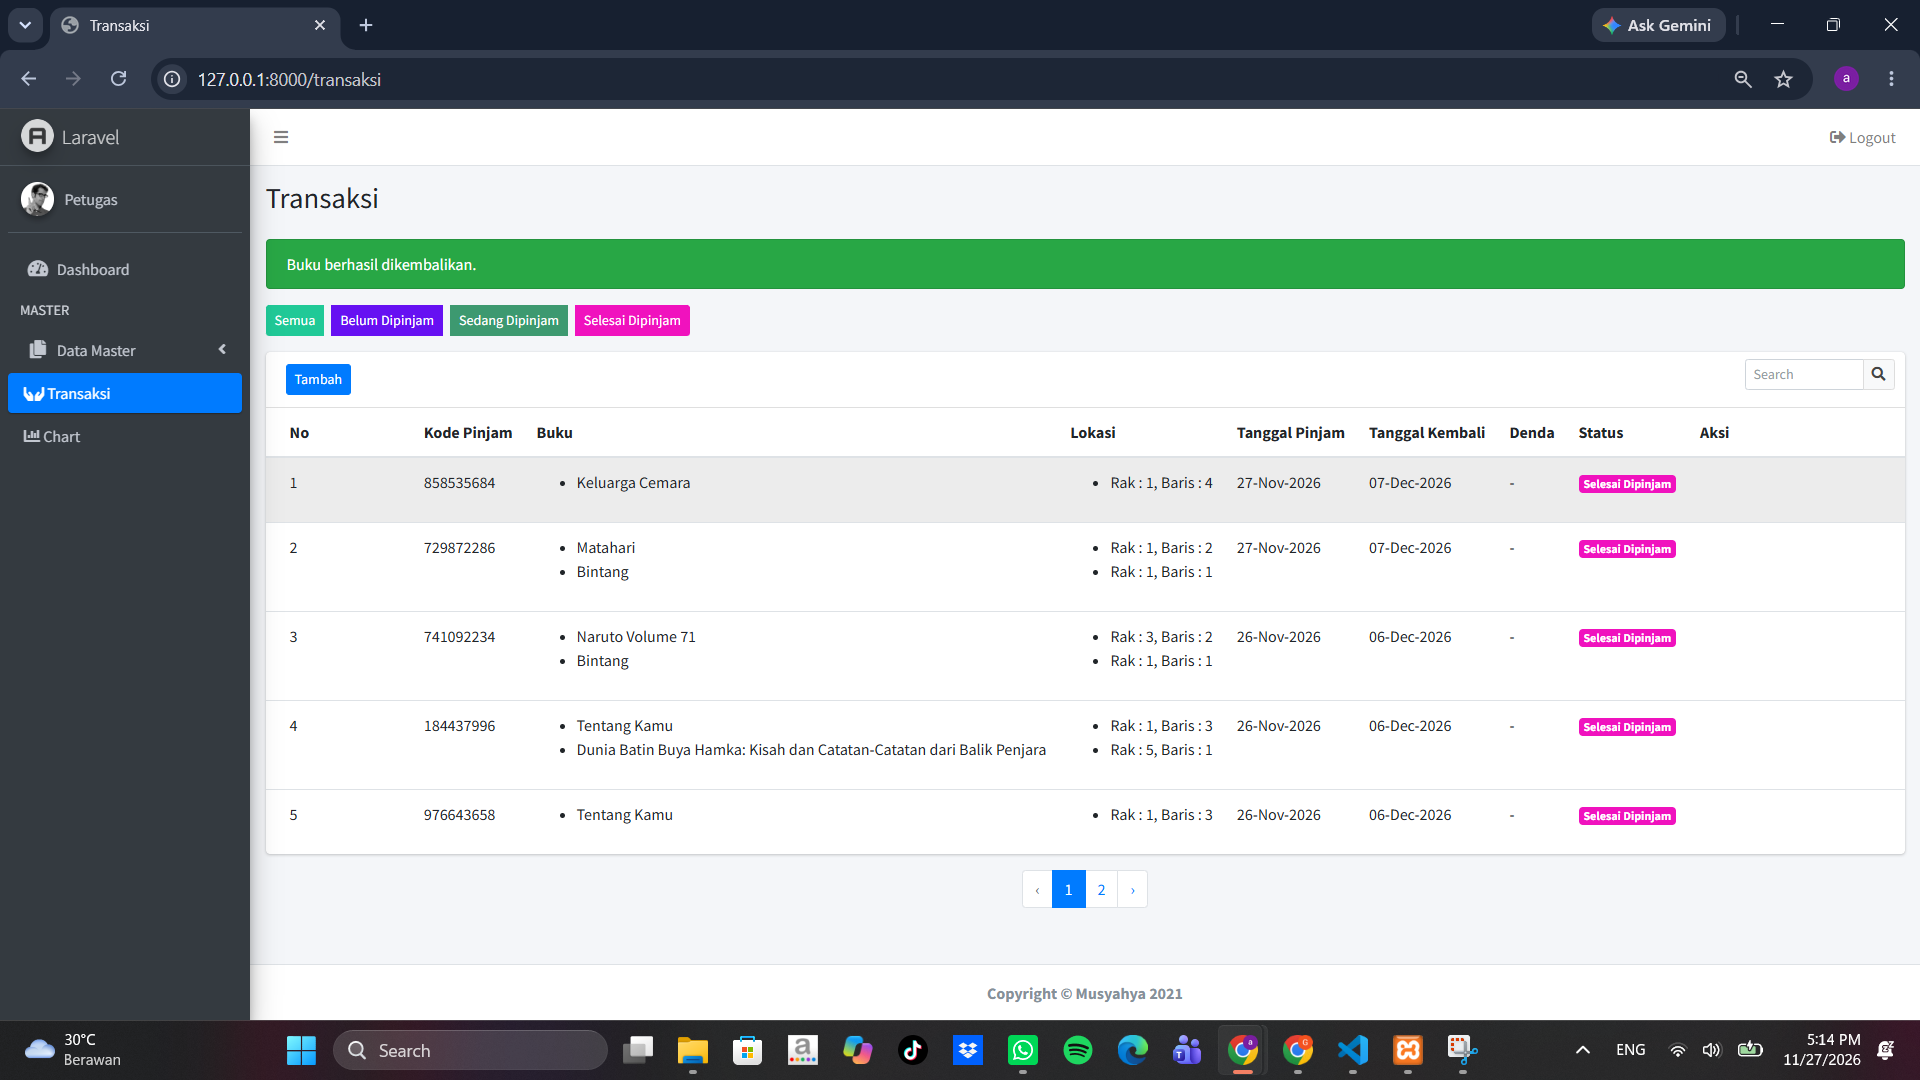 Transaksi
Ask Gemini
127.0.0.1:8000/transaksi
a
Laravel
Logout
Petugas
Transaksi
Dashboard
Buku berhasil dikembalikan.
MASTER
Semua Belum Dipinjam Sedang Dipinjam Selesai Dipinjam
Data Master
Tambah Search
Transaksi
Chart
No Kode Pinjam Buku Lokasi Tanggal Pinjam Tanggal Kembali Denda Status Aksi
1 858535684 • Keluarga Cemara • Rak : 1, Baris : 4 27-Nov-2026 07-Dec-2026 - Selesai Dipinjam
2 729872286 • Matahari • Rak : 1, Baris : 2 27-Nov-2026 07-Dec-2026 - Selesai Dipinjam
• Bintang • Rak : 1, Baris : 1
3 741092234 • Naruto Volume 71 • Rak : 3, Baris : 2 26-Nov-2026 06-Dec-2026 - Selesai Dipinjam
• Bintang • Rak : 1, Baris : 1
4 184437996 • Tentang Kamu • Rak : 1, Baris : 3 26-Nov-2026 06-Dec-2026 - Selesai Dipinjam
• Dunia Batin Buya Hamka: Kisah dan Catatan-Catatan dari Balik Penjara • Rak : 5, Baris : 1
5 976643658 • Tentang Kamu • Rak : 1, Baris : 3 26-Nov-2026 06-Dec-2026 - Selesai Dipinjam
‹ 1 2 ›
Copyright © Musyahya 2021
30°C
Berawan
Search
ENG
5:14 PM
11/27/2026